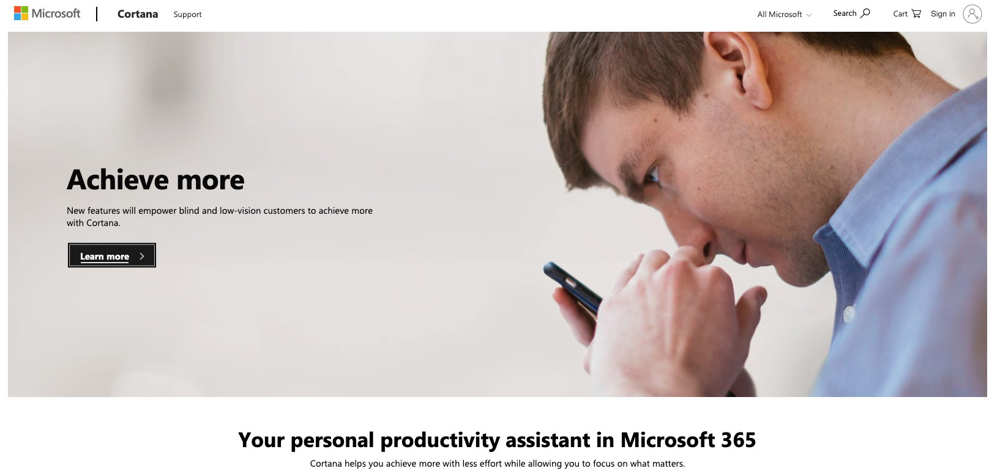 Microsoft
Cortana
Support
All Microsoft
Search
Cart
Sign in
Achieve more
New features will empower blind and low-vision customers to achieve more
with Cortana.
Learn more
Your personal productivity assistant in Microsoft 365
Cortana helps you achieve more with less effort while allowing you to focus on what matters.